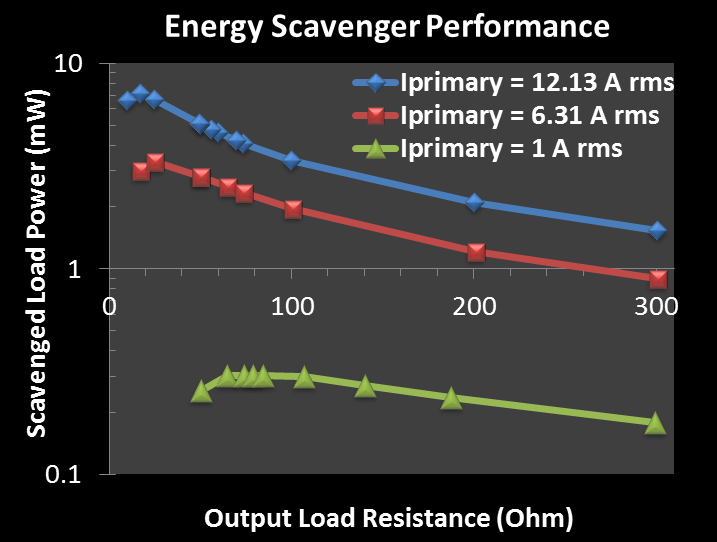 Energy Scavenger Performance
Scavenged Load Power (mW)
10
1
0.1
Iprimary = 12.13 A rms
Iprimary = 6.31 A rms
Iprimary = 1 A rms
0 100 200 300
Output Load Resistance (Ohm)